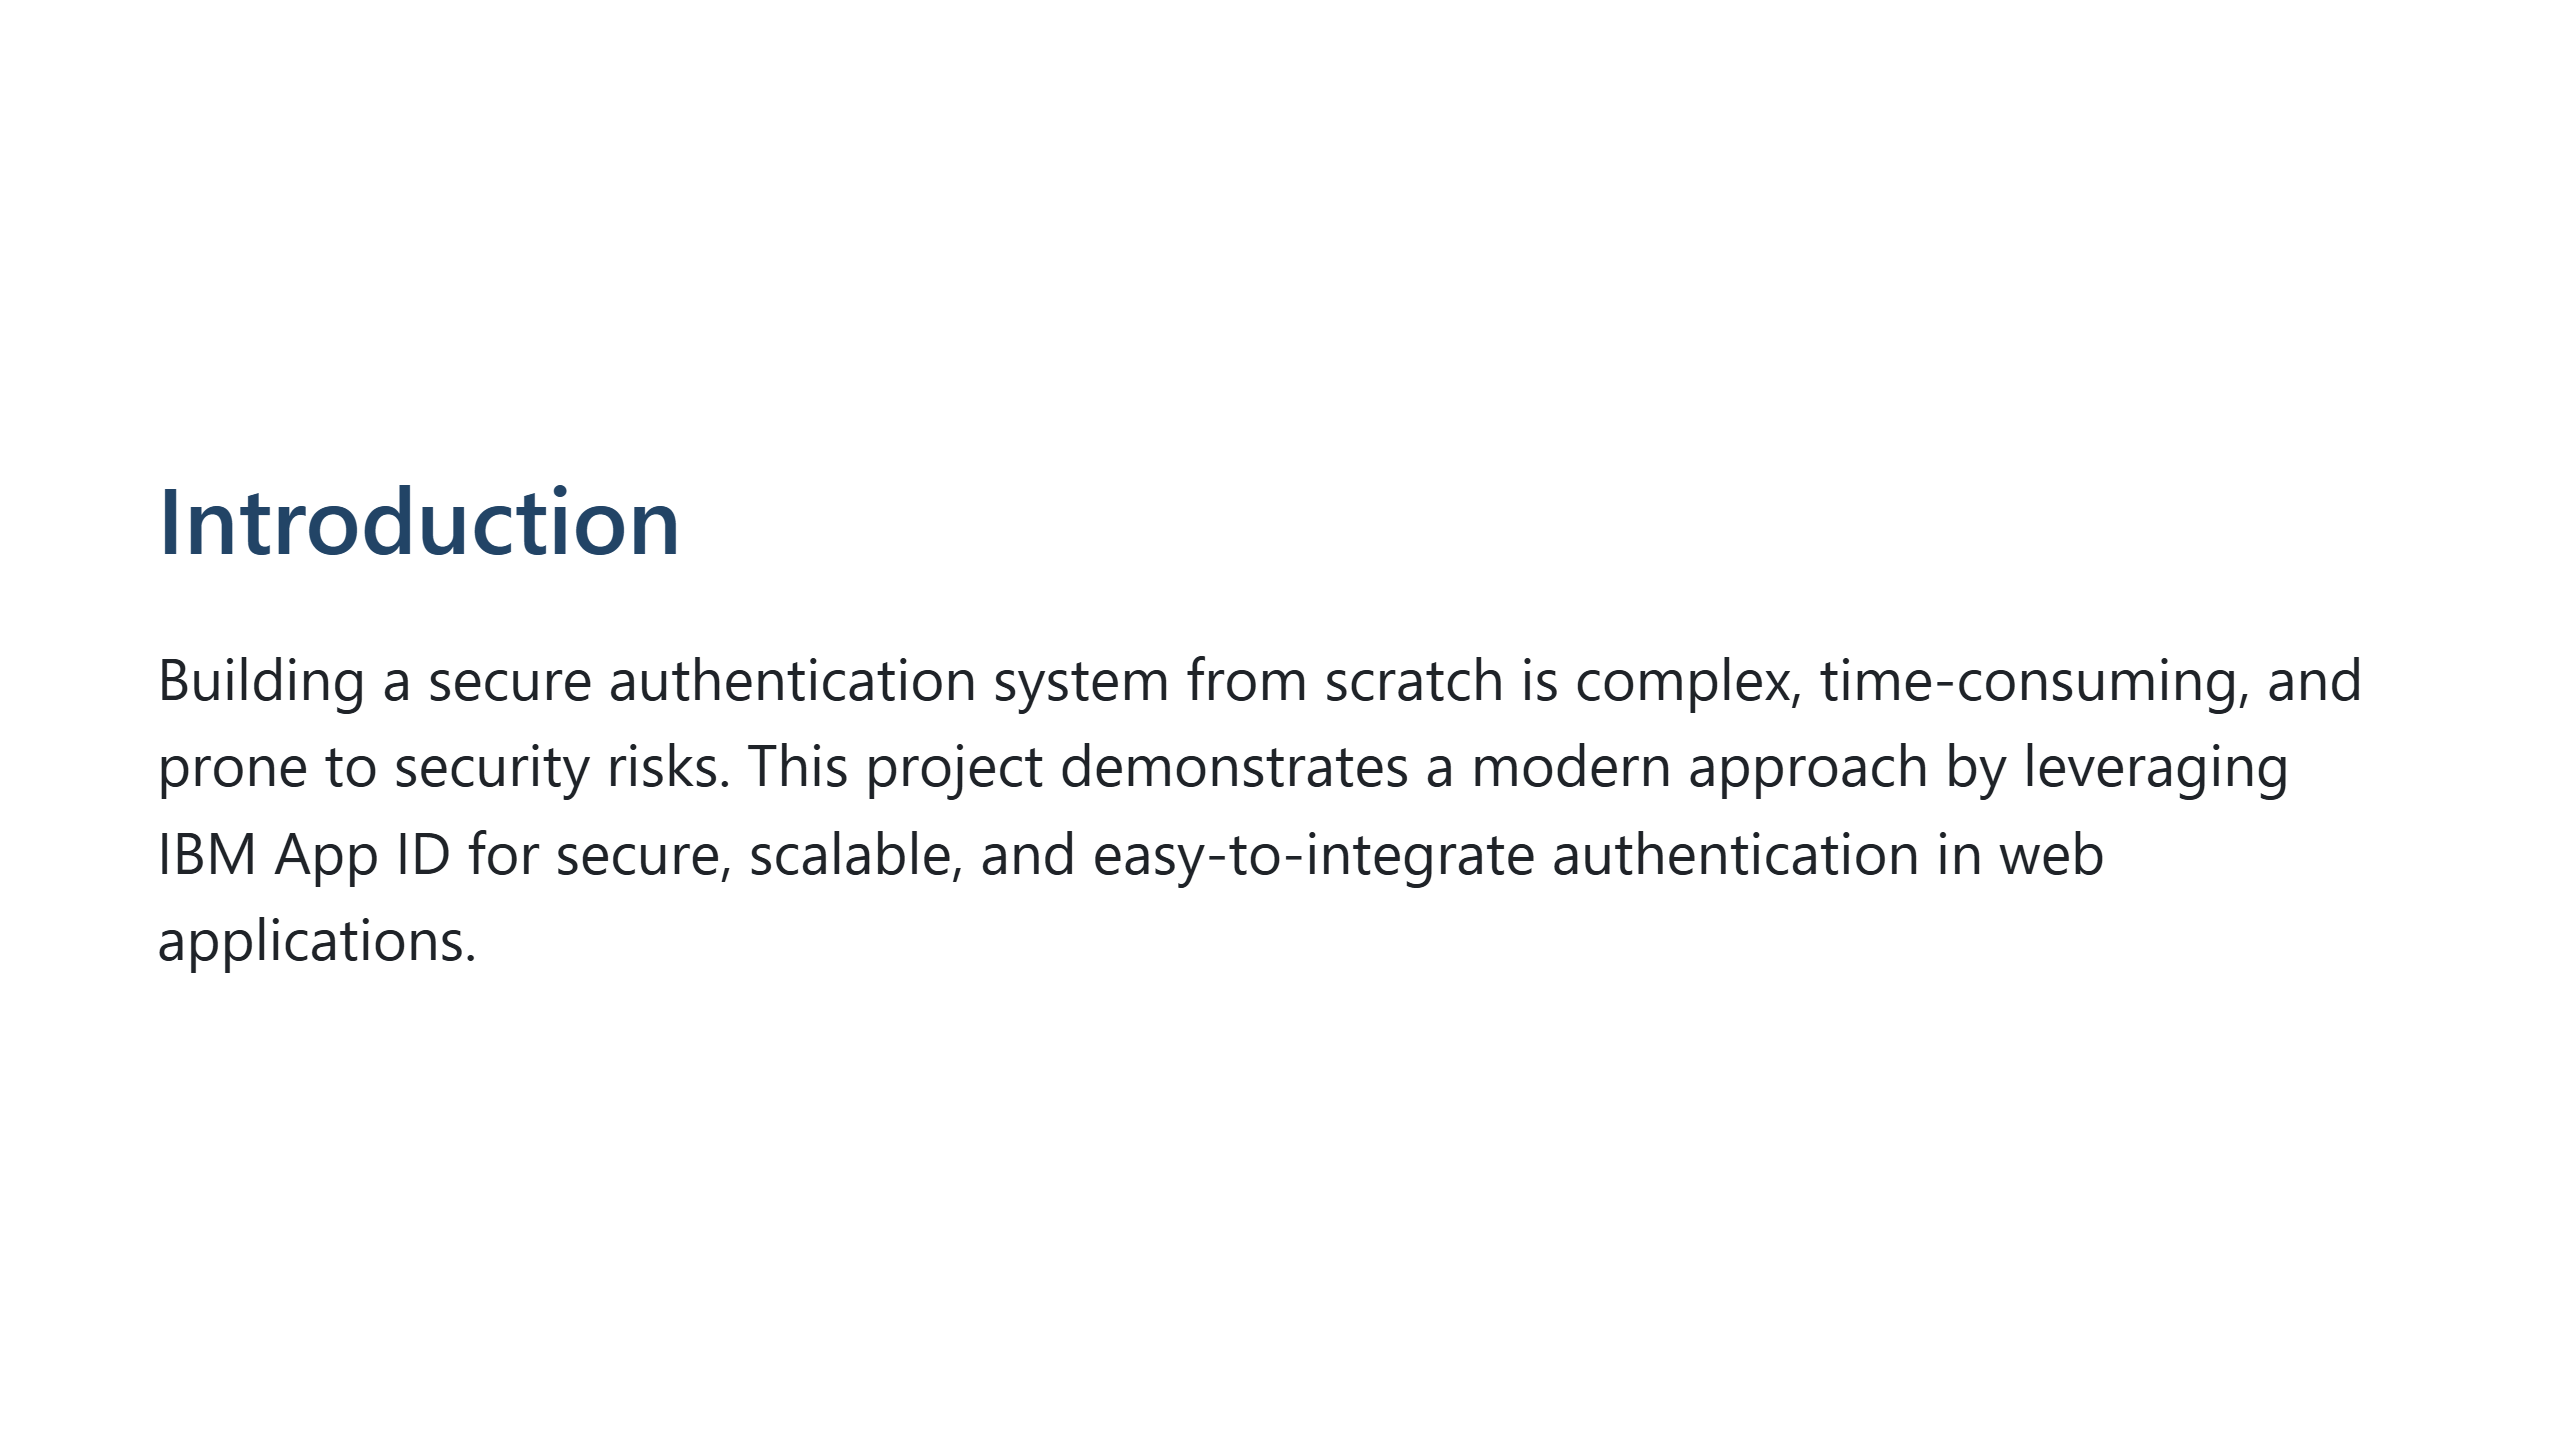 Introduction
Building a secure authentication system from scratch is complex, time-consuming, and
prone to security risks. This project demonstrates a modern approach by leveraging
IBM App ID for secure, scalable, and easy-to-integrate authentication in web
applications.